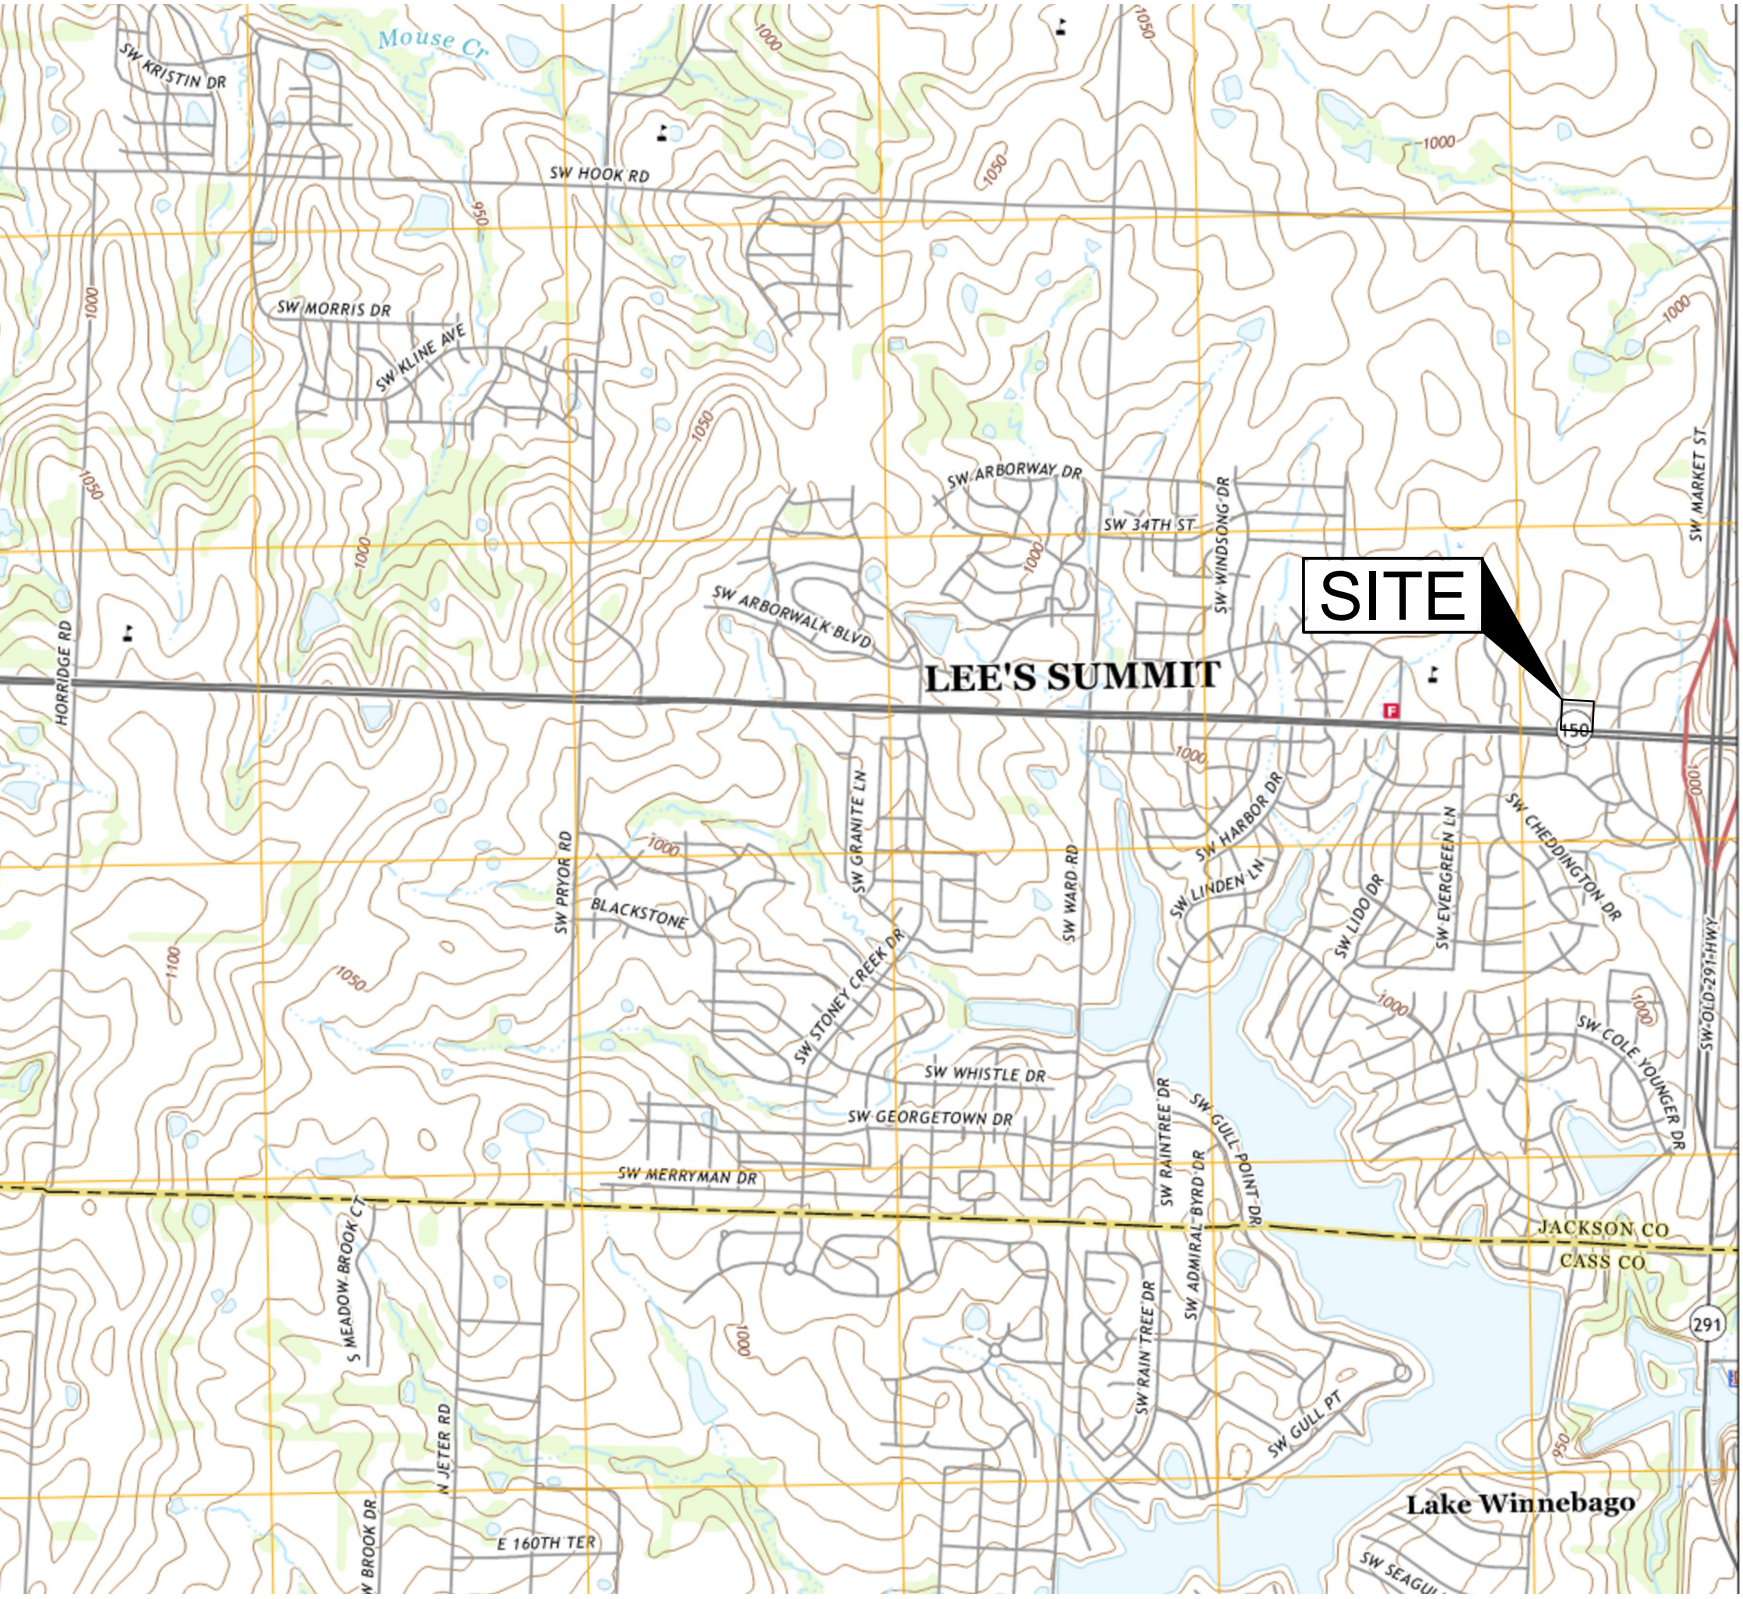 Mouse Cr
1000
1050
SW KRISTIN DR
1000
SW HOOK RD
1050
950
1000
SW MORRIS DR
1000
SW KLINE AVE
1050
SW MARKET ST
1050
SW ARBORWAY DR
SW WINDSONG DR
SW 34TH ST
1000
1000
SITE
SW ARBORWALK BLVD
HORRIDGE RD
LEE'S SUMMIT
F
150
1000
1000
SW GRANITE LN
SW HARBOR DR
SW CHEDDINGTON DR
SW EVERGREEN LN
1000
SW PRYOR RD
SW WARD RD
SW LINDEN LN
SW LIDO DR
BLACKSTONE
SW OLD 291 HWY
1100
1050
SW STONEY CREEK DR
1000
1000
SW COLE YOUNGER DR
SW WHISTLE DR
SW GEORGETOWN DR
SW RAINTREE DR
SW GULL POINT DR
SW MERRYMAN DR
SW ADMIRAL BYRD DR
S MEADOW BROOK CT
JACKSON CO
CASS CO
291
1000
SW RAIN TREE DR
SW GULL PT
N JETER RD
950
Lake Winnebago
W BROOK DR
E 160TH TER
SW SEAGUL